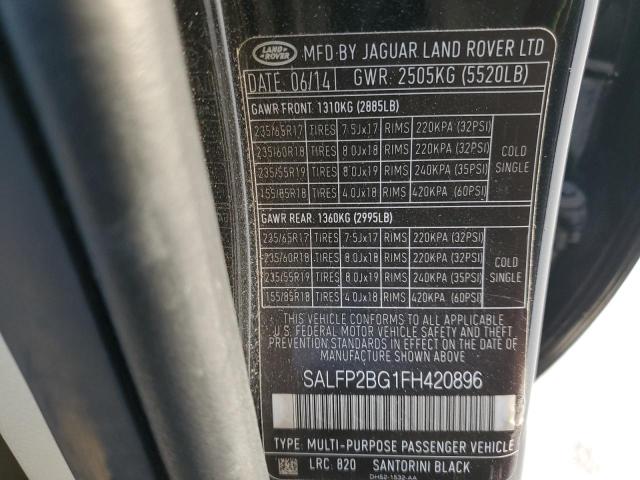 LAND ROVER
MFD BY JAGUAR LAND ROVER LTD
DATE: 06/14 GWR: 2505KG (5520LB)
GAWR FRONT: 1310KG (2885LB)
235/65R17 TIRES 7.5Jx17 RIMS 220KPA (32PSI)
235/60R18 TIRES 8.0Jx18 RIMS 220KPA (32PSI)
235/55R19 TIRES 8.0Jx19 RIMS 240KPA (35PSI)
155/85R18 TIRES 4.0Jx18 RIMS 420KPA (60PSI)
COLD SINGLE
GAWR REAR: 1360KG (2995LB)
235/65R17 TIRES 7.5Jx17 RIMS 220KPA (32PSI)
235/60R18 TIRES 8.0Jx18 RIMS 220KPA (32PSI)
235/55R19 TIRES 8.0Jx19 RIMS 240KPA (35PSI)
155/85R18 TIRES 4.0Jx18 RIMS 420KPA (60PSI)
COLD SINGLE
THIS VEHICLE CONFORMS TO ALL APPLICABLE
U.S. FEDERAL MOTOR VEHICLE SAFETY AND THEFT
PREVENTION STANDARDS IN EFFECT ON THE DATE
OF MANUFACTURE SHOWN ABOVE.
SALFP2BG1FH420896
TYPE: MULTI-PURPOSE PASSENGER VEHICLE
LRC: 820 SANTORINI BLACK
DH52-1532-AA